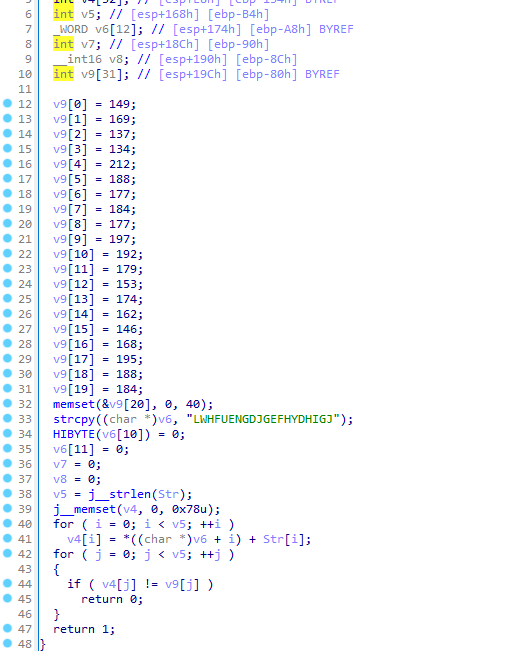 6 int v5; // [esp+168h] [ebp-B4h]
7 _WORD v6[12]; // [esp+174h] [ebp-A8h] BYREF
8 int v7; // [esp+18Ch] [ebp-90h]
9 __int16 v8; // [esp+190h] [ebp-8Ch]
10 int v9[31]; // [esp+19Ch] [ebp-80h] BYREF
11
12 v9[0] = 149;
13 v9[1] = 169;
14 v9[2] = 137;
15 v9[3] = 134;
16 v9[4] = 212;
17 v9[5] = 188;
18 v9[6] = 177;
19 v9[7] = 184;
20 v9[8] = 177;
21 v9[9] = 197;
22 v9[10] = 192;
23 v9[11] = 179;
24 v9[12] = 153;
25 v9[13] = 174;
26 v9[14] = 162;
27 v9[15] = 146;
28 v9[16] = 168;
29 v9[17] = 195;
30 v9[18] = 188;
31 v9[19] = 184;
32 memset(&v9[20], 0, 40);
33 strcpy((char *)v6, "LWHFUENGDJGEFHYDHIGJ");
34 HIBYTE(v6[10]) = 0;
35 v6[11] = 0;
36 v7 = 0;
37 v8 = 0;
38 v5 = j__strlen(Str);
39 j__memset(v4, 0, 0x78u);
40 for ( i = 0; i < v5; ++i )
41 v4[i] = *((char *)v6 + i) + Str[i];
42 for ( j = 0; j < v5; ++j )
43 {
44 if ( v4[j] != v9[j] )
45 return 0;
46 }
47 return 1;
48 }